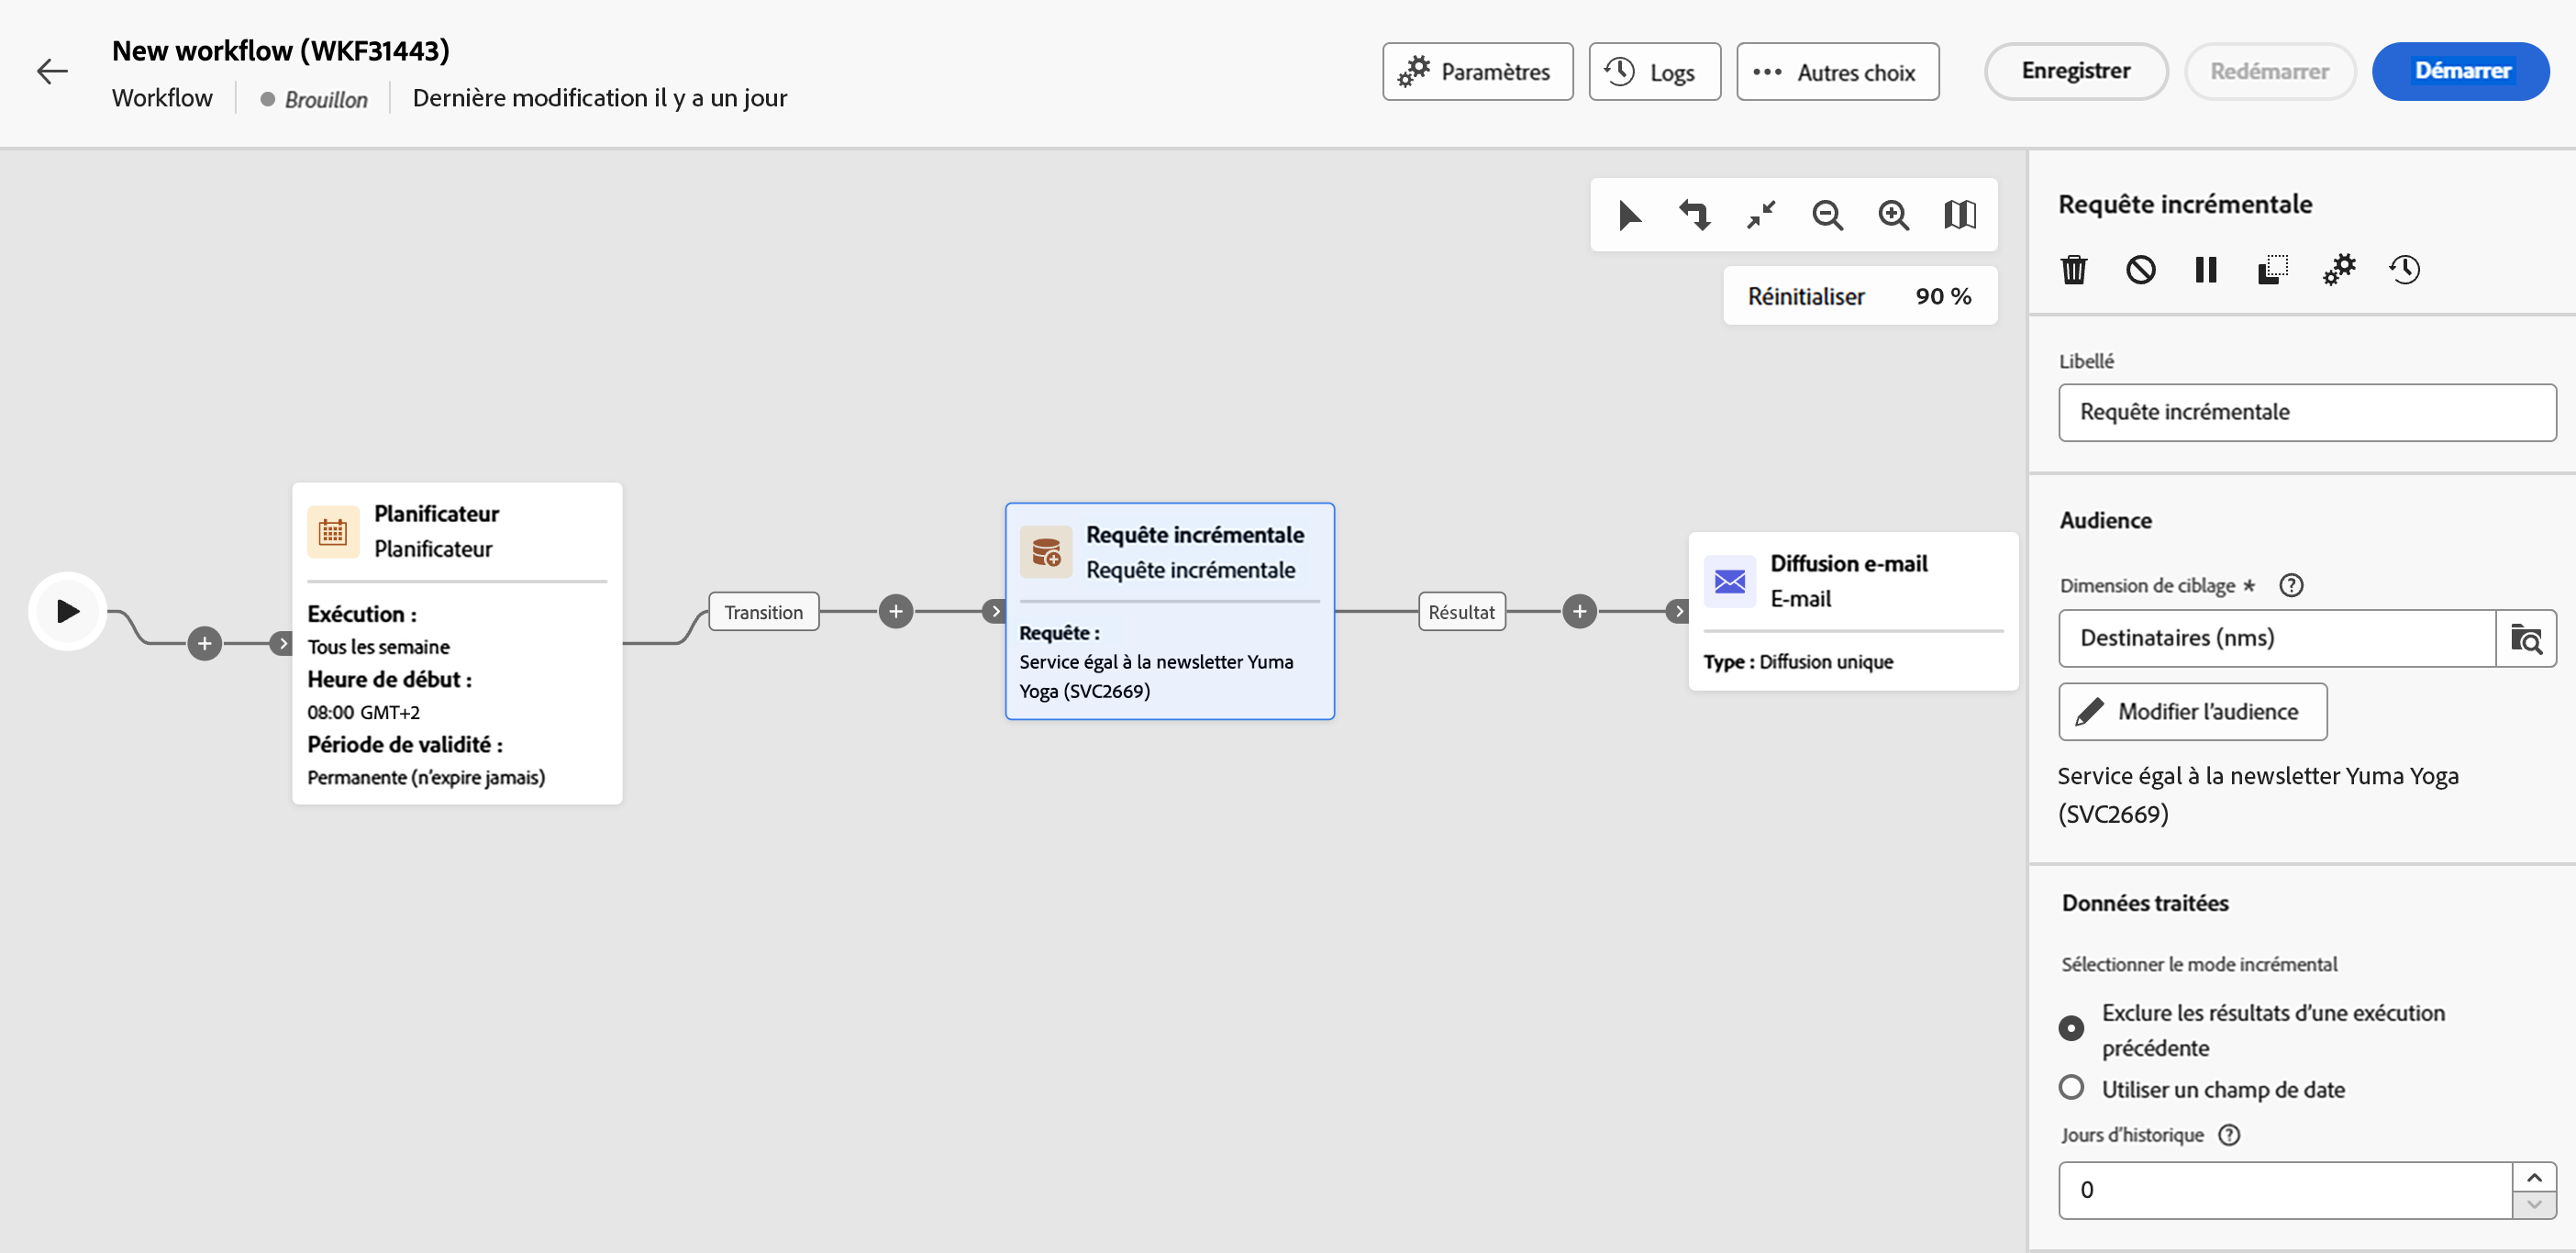 New workflow (WKF31443)
Workflow
Brouillon
Dernière modification il y a un jour
Paramètres
Logs
Autres choix
Enregistrer
Redémarrer
Démarrer
Réinitialiser 90 %
Planificateur
Planificateur
Exécution :
Tous les semaine
Heure de début :
08:00 GMT+2
Période de validité :
Permanente (n'expire jamais)
Transition
Requête incrémentale
Requête incrémentale
Requête :
Service égal à la newsletter Yuma
Yoga (SVC2669)
Résultat
Diffusion e-mail
E-mail
Type : Diffusion unique
Requête incrémentale
Libellé
Requête incrémentale
Audience
Dimension de ciblage *
Destinataires (nms)
Modifier l'audience
Service égal à la newsletter Yuma Yoga
(SVC2669)
Données traitées
Sélectionner le mode incrémental
Exclure les résultats d'une exécution
précédente
Utiliser un champ de date
Jours d'historique
0